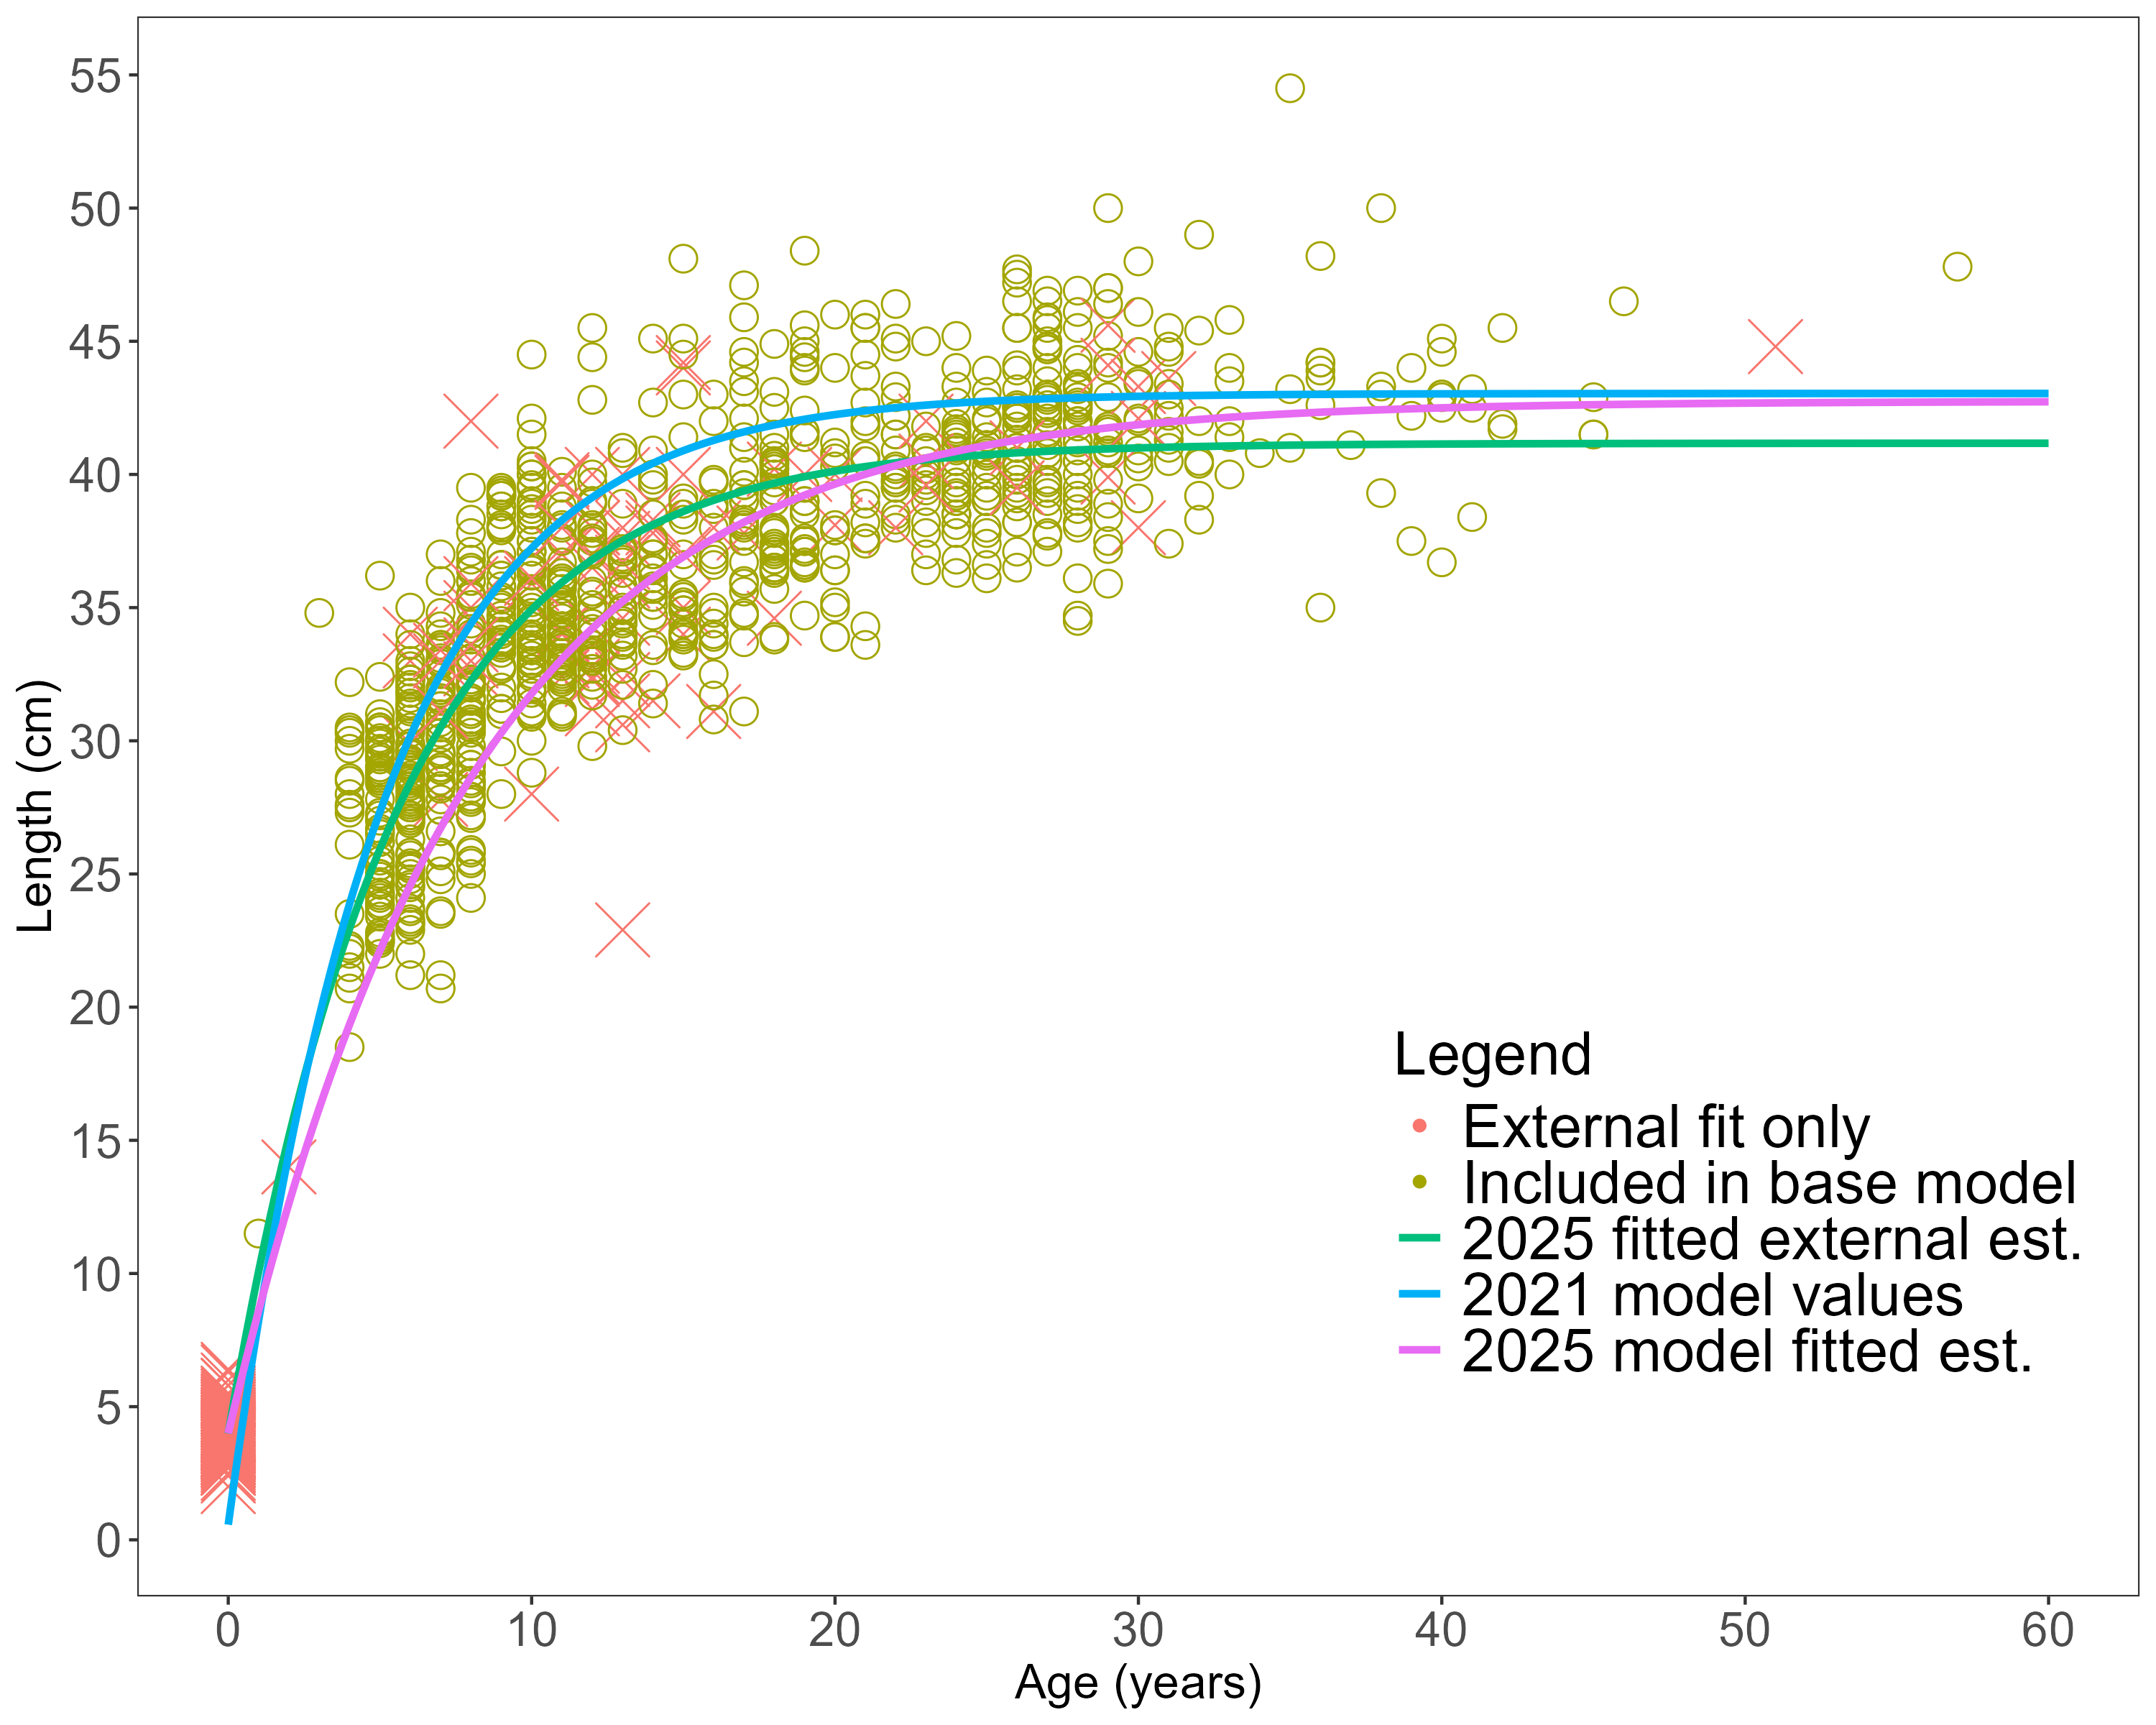 55
50
45
40
35
30
25
20
15
10
5
0
Length (cm)
Legend
External fit only
Included in base model
2025 fitted external est.
2021 model values
2025 model fitted est.
0 10 20 30 40 50 60
Age (years)